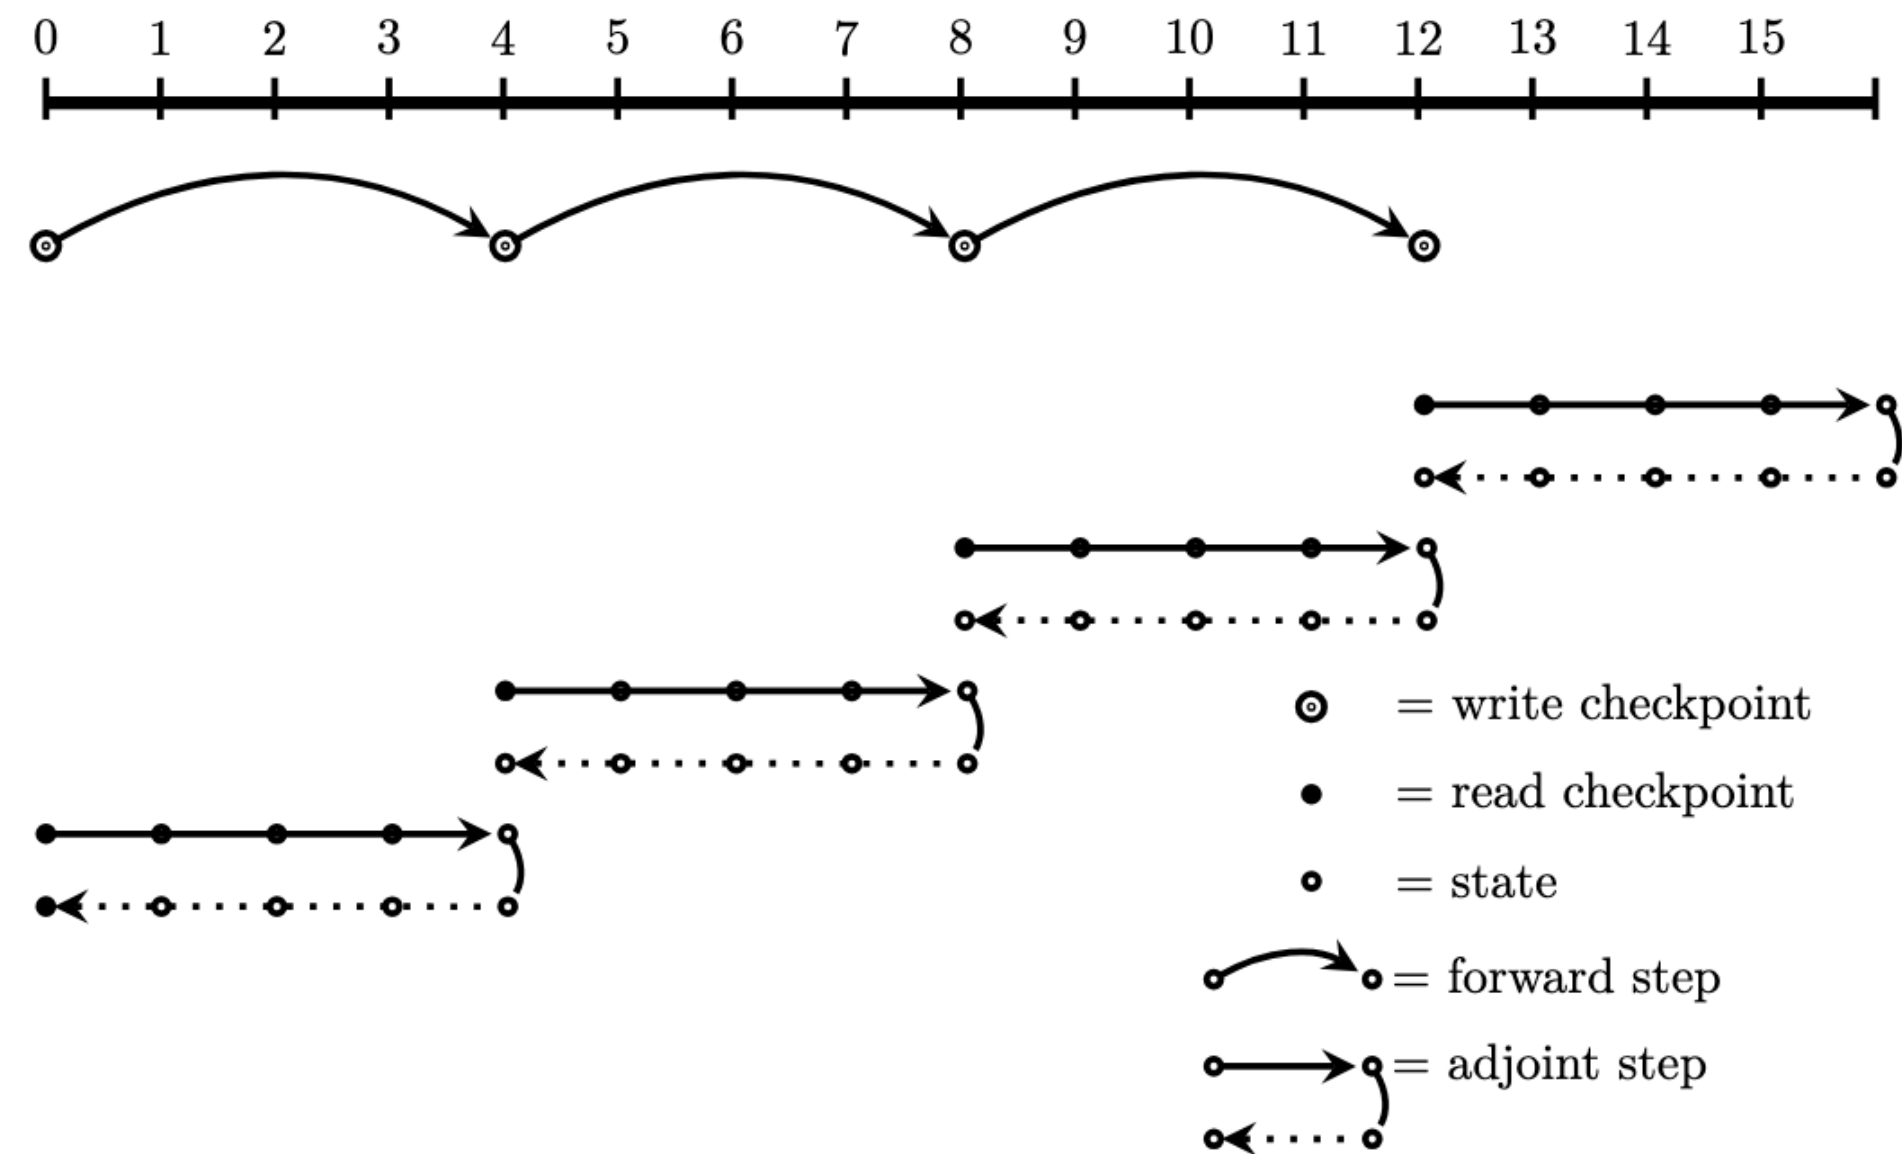 0 1 2 3 4 5 6 7 8 9 10 11 12 13 14 15
= write checkpoint
= read checkpoint
= state
= forward step
= adjoint step